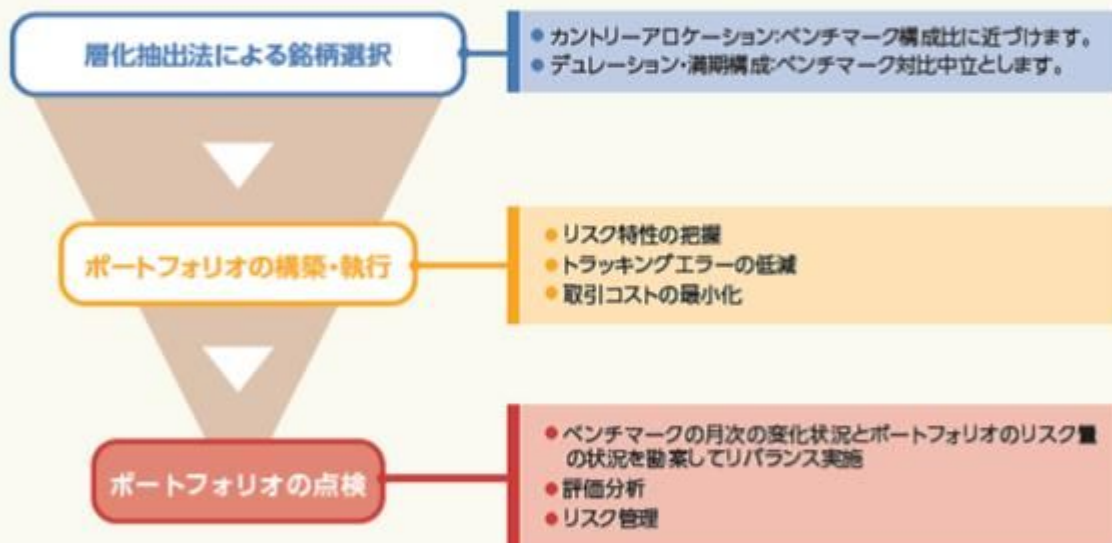 層化抽出法による銘柄選択
●カントリーアロケーション:ベンチマーク構成比に近づけます。
●デュレーション・満期構成:ベンチマーク対比中立とします。
ポートフォリオの構築・執行
●リスク特性の把握
●トラッキングエラーの低減
●取引コストの最小化
ポートフォリオの点検
●ベンチマークの月次の変化状況とポートフォリオのリスク量
の状況を勘案してリバランス実施
●評価分析
●リスク管理